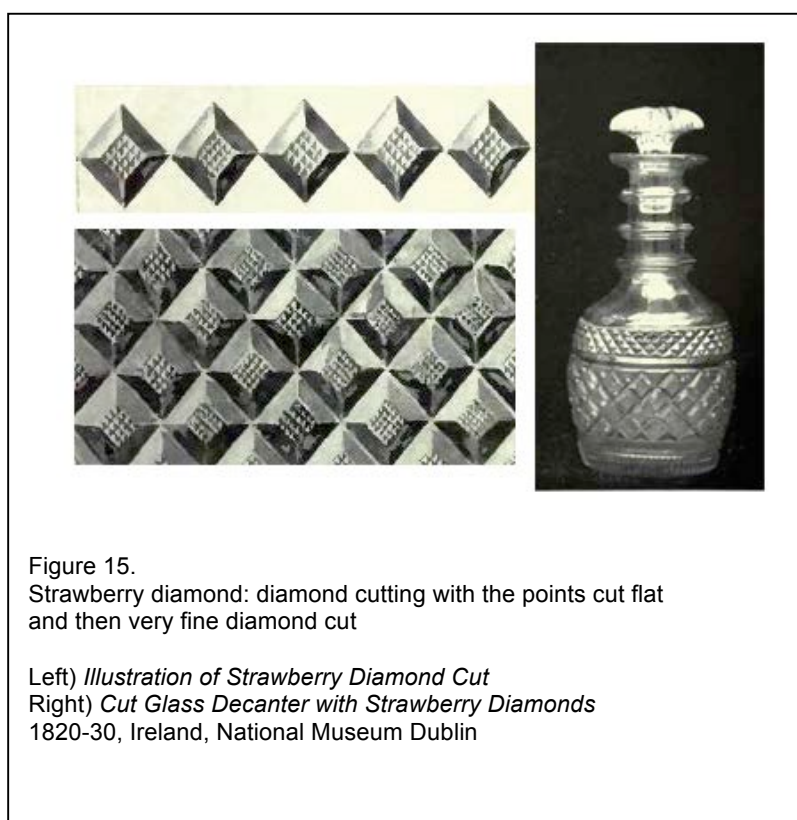 Figure 15.
Strawberry diamond: diamond cutting with the points cut flat
and then very fine diamond cut
Left) Illustration of Strawberry Diamond Cut
Right) Cut Glass Decanter with Strawberry Diamonds
1820-30, Ireland, National Museum Dublin